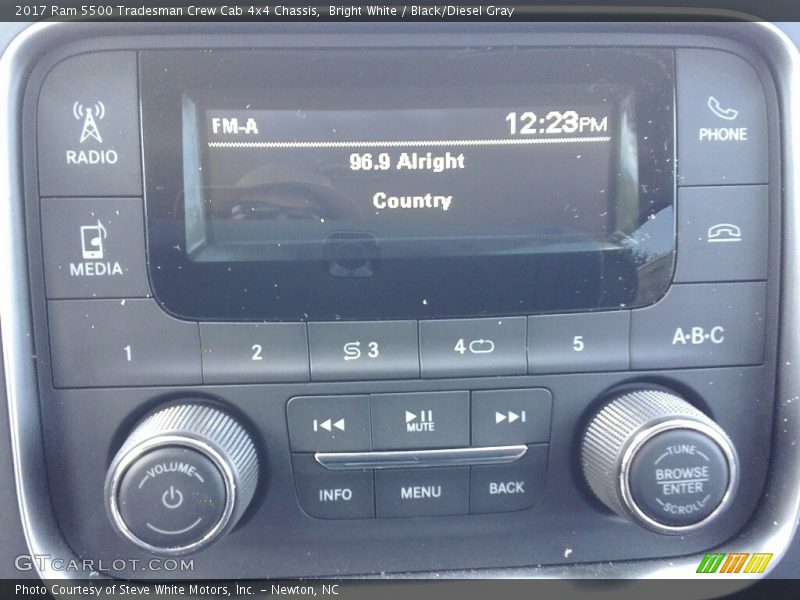 2017 Ram 5500 Tradesman Crew Cab 4x4 Chassis,  Bright White / Black/Diesel Gray
RADIO
FM-A
12:23PM
PHONE
96.9 Alright
Country
MEDIA
1
2
3
4
5
A-B-C
MUTE
VOLUME
INFO
MENU
BACK
TUNE
BROWSE
ENTER
SCROLL
GTCARLOT.COM
Photo Courtesy of Steve White Motors, Inc. – Newton, NC